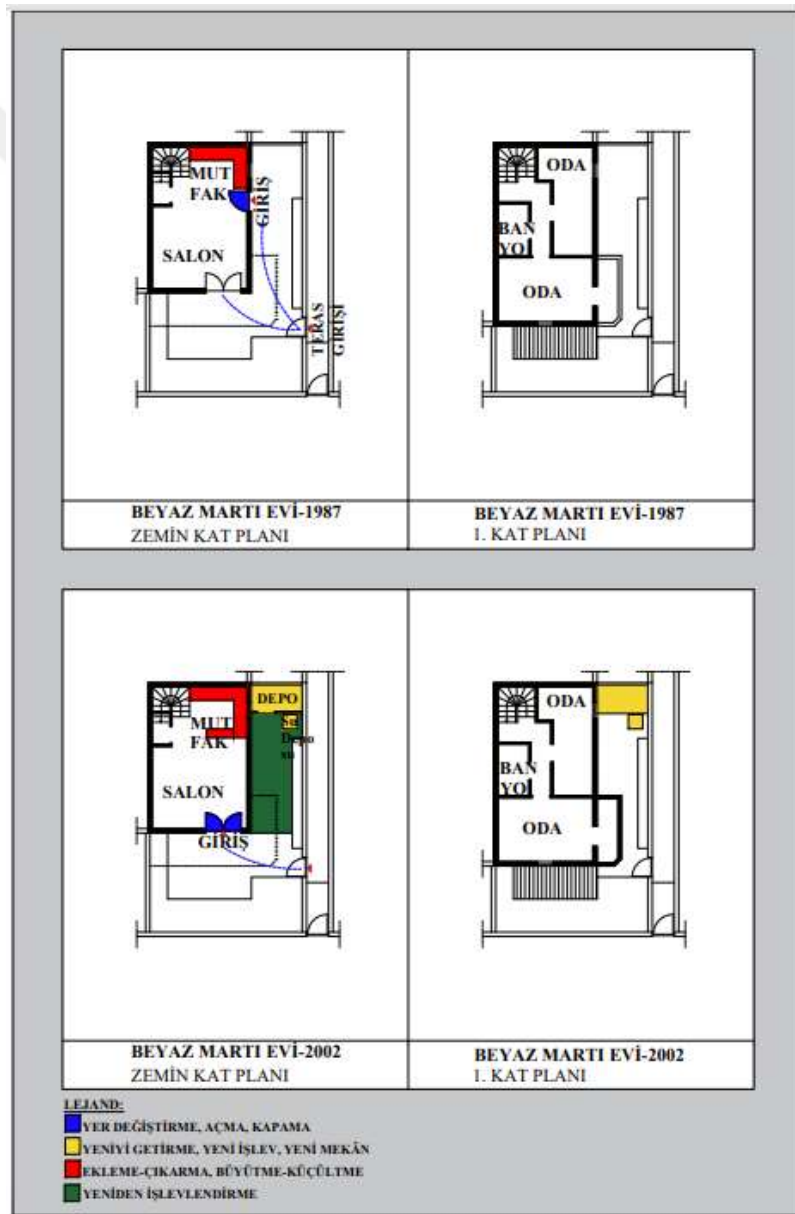 MUT
FAK
GİRİŞ
SALON
TERAS
GİRİŞİ
ODA
BAN
YO
ODA
BEYAZ MARTI EVİ-1987
ZEMİN KAT PLANI
BEYAZ MARTI EVİ-1987
1. KAT PLANI
DEPO
MUT
FAK
Su
Depo
su
SALON
GİRİŞ
ODA
BAN
YO
ODA
BEYAZ MARTI EVİ-2002
ZEMİN KAT PLANI
BEYAZ MARTI EVİ-2002
1. KAT PLANI
LEJAND:
YER DEĞİŞTİRME, AÇMA, KAPAMA
YENİYİ GETİRME, YENİ İŞLEV, YENİ MEKÂN
EKLEME-ÇIKARMA, BÜYÜTME-KÜÇÜLTME
YENİDEN İŞLEVLENDİRME